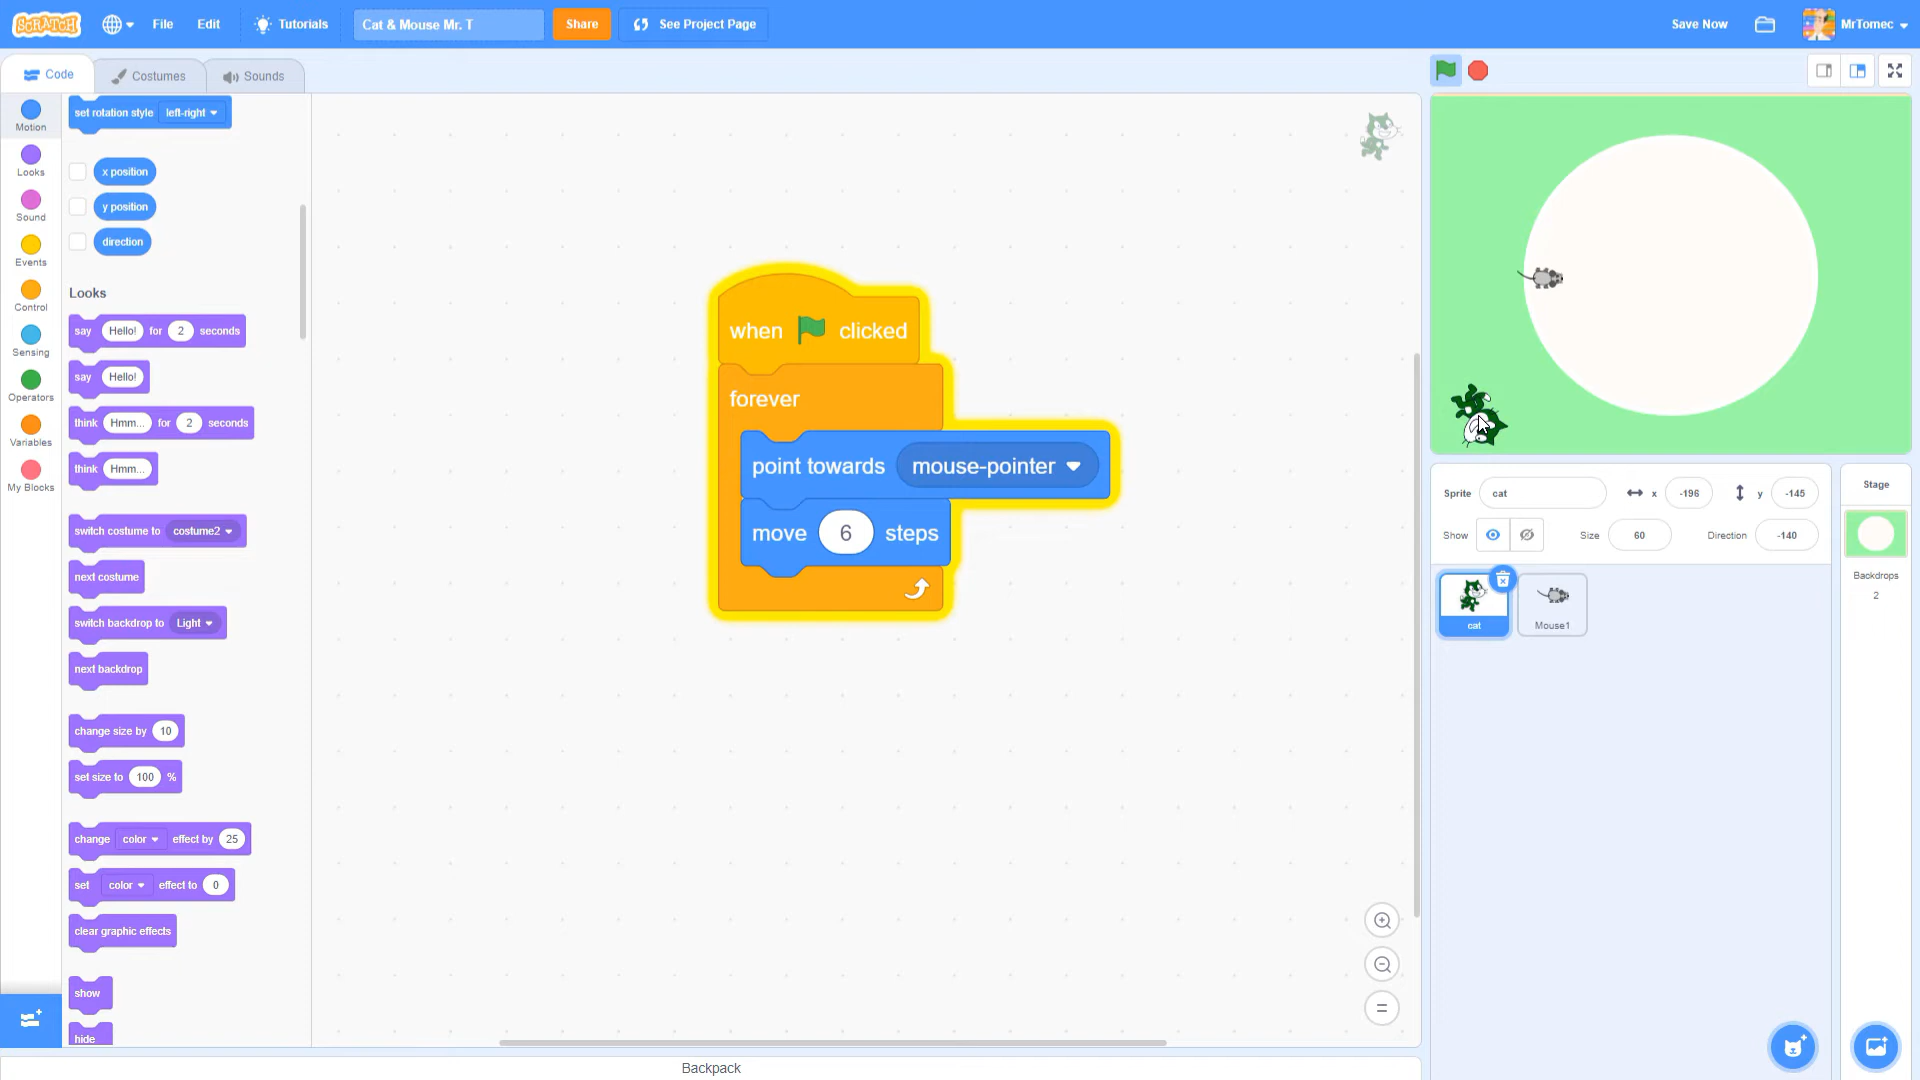 SCRATCH File Edit Tutorials Cat & Mouse Mr. T Share See Project Page Save Now MrTomec
Code Costumes Sounds
Motion
Looks
Sound
Events
Control
Sensing
Operators
Variables
My Blocks
set rotation style left-right
x position
y position
direction
Looks
say Hello! for 2 seconds
say Hello!
think Hmm... for 2 seconds
think Hmm...
switch costume to costume2
next costume
switch backdrop to Light
next backdrop
change size by 10
set size to 100 %
change color effect by 25
set color effect to 0
clear graphic effects
show
hide
when clicked
forever
point towards mouse-pointer
move 6 steps
Backpack
Sprite cat x -196 y -145
Show Size 60 Direction -140
cat
Mouse1
Stage
Backdrops
2